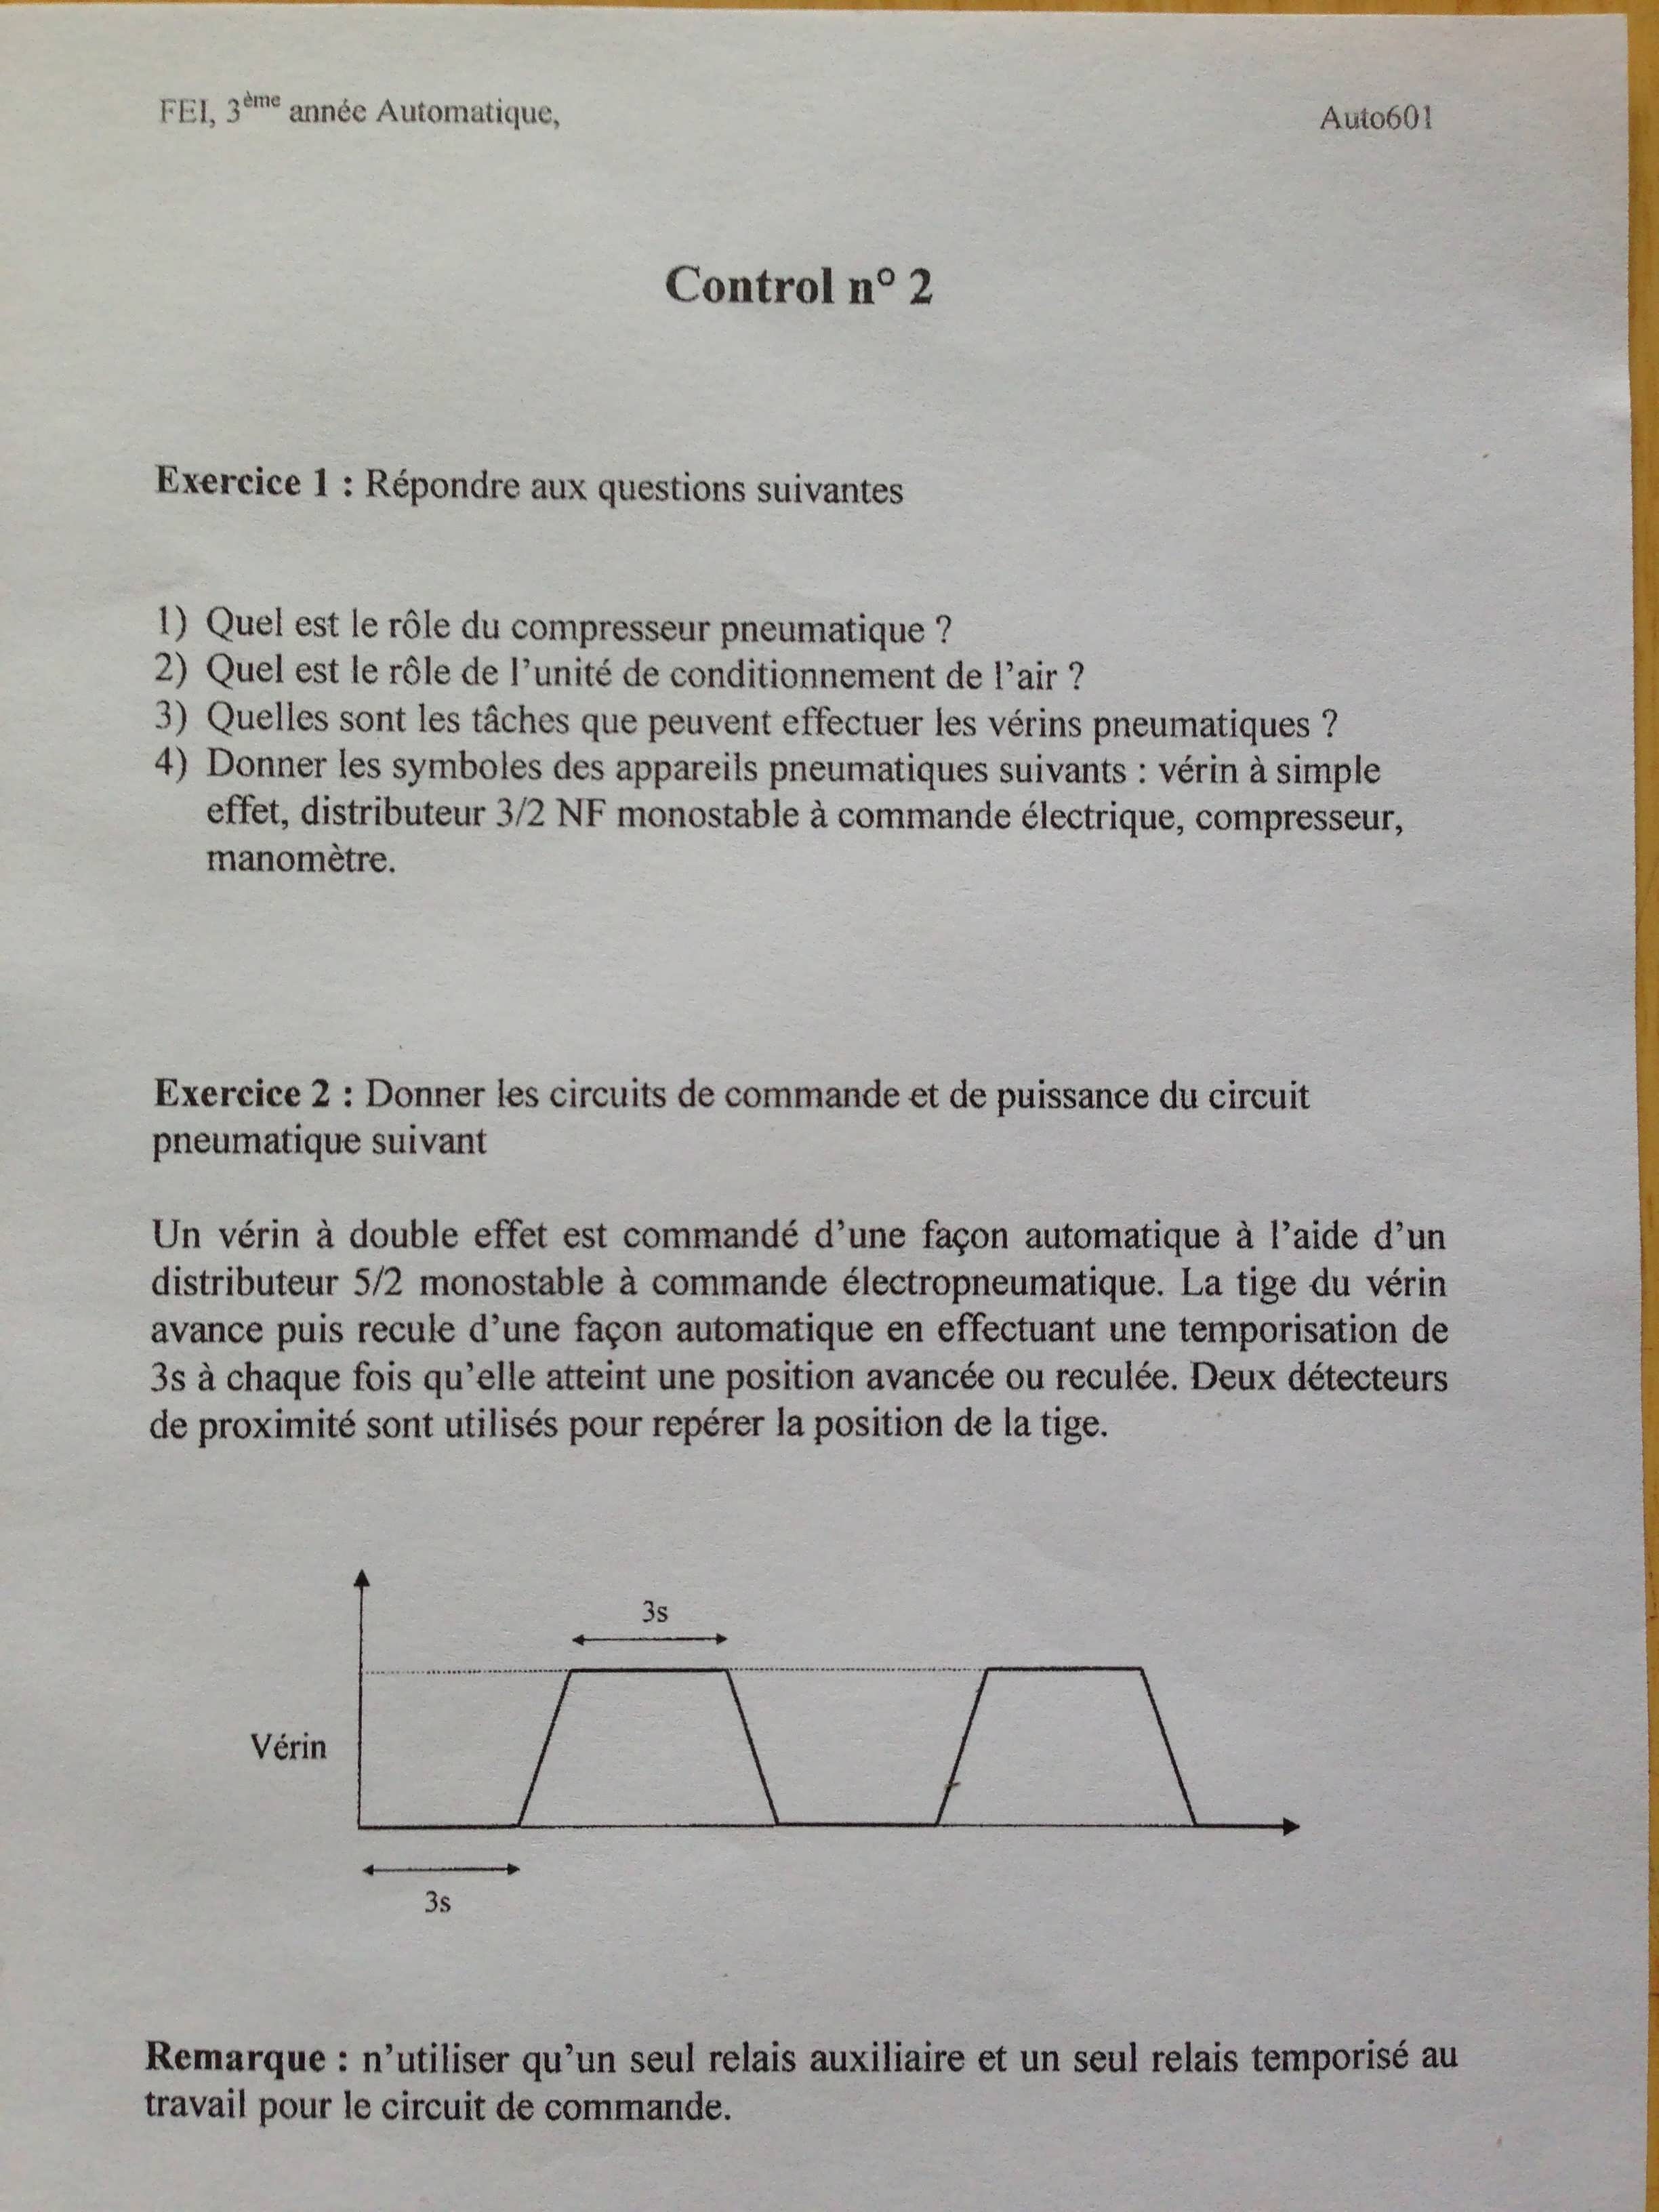 FEI, 3ème année Automatique,
Auto601
Control n° 2
Exercice 1 : Répondre aux questions suivantes
1) Quel est le rôle du compresseur pneumatique ?
2) Quel est le rôle de l'unité de conditionnement de l'air ?
3) Quelles sont les tâches que peuvent effectuer les vérins pneumatiques ?
4) Donner les symboles des appareils pneumatiques suivants : vérin à simple
effet, distributeur 3/2 NF monostable à commande électrique, compresseur,
manomètre.
Exercice 2 : Donner les circuits de commande et de puissance du circuit
pneumatique suivant
Un vérin à double effet est commandé d'une façon automatique à l'aide d'un
distributeur 5/2 monostable à commande électropneumatique. La tige du vérin
avance puis recule d'une façon automatique en effectuant une temporisation de
3s à chaque fois qu'elle atteint une position avancée ou reculée. Deux détecteurs
de proximité sont utilisés pour repérer la position de la tige.
3s
Vérin
3s
Remarque : n'utiliser qu'un seul relais auxiliaire et un seul relais temporisé au
travail pour le circuit de commande.